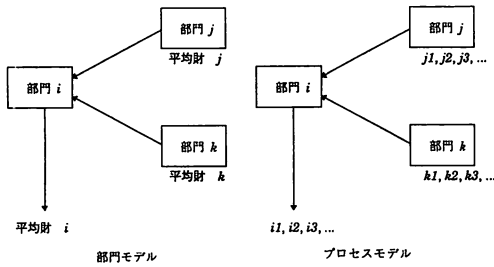 部門 j
平均財 j
部門 i
部門 k
平均財 k
平均財 i
部門モデル
部門 j
j1, j2, j3, ...
部門 i
部門 k
k1, k2, k3, ...
i1, i2, i3, ...
プロセスモデル